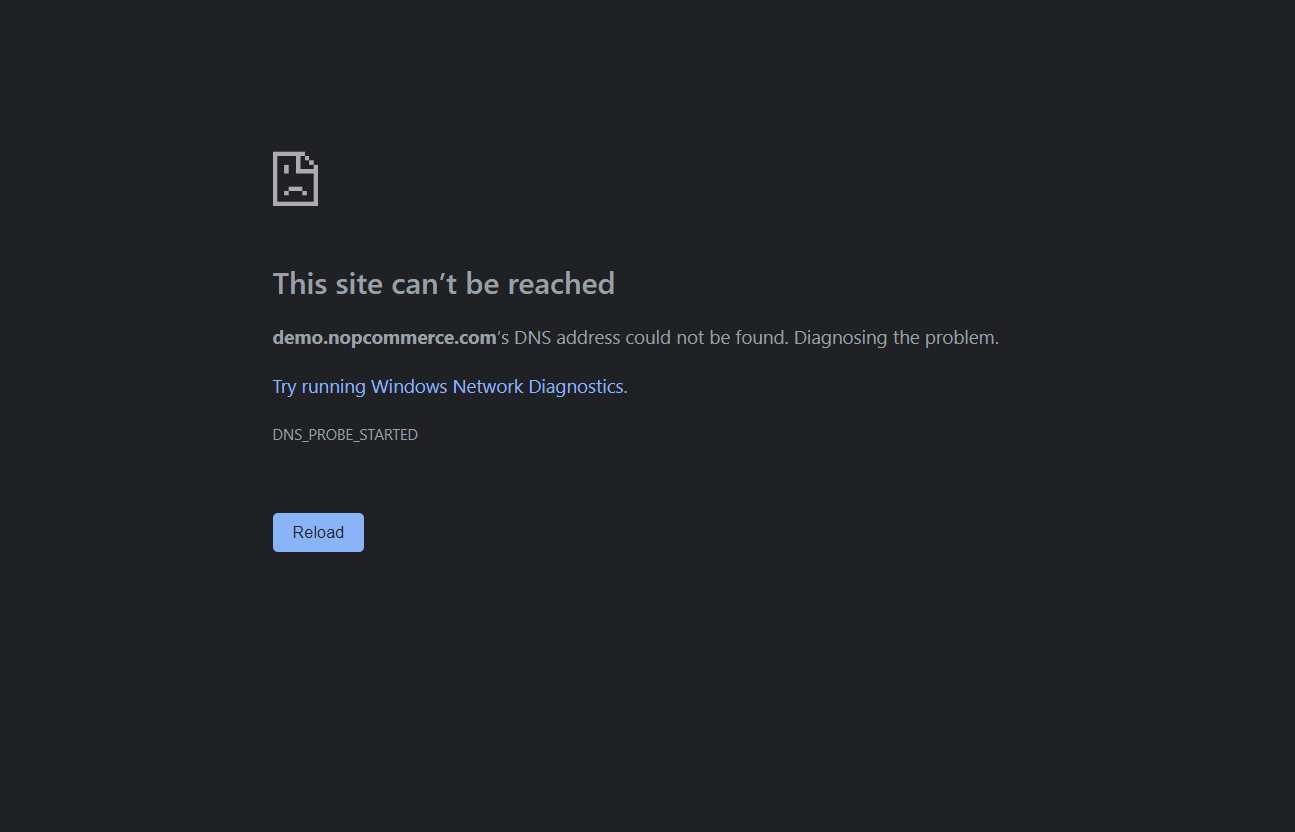 This site can’t be reached
demo.nopcommerce.com’s DNS address could not be found. Diagnosing the problem.
Try running Windows Network Diagnostics.
DNS_PROBE_STARTED
Reload